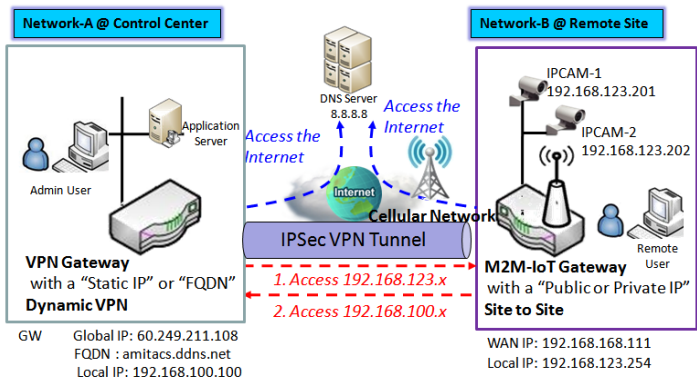 Network-A @ Control Center
Network-B @ Remote Site
DNS Server
8.8.8.8
Access the
Internet
Access the
Internet
IPCAM-1
192.168.123.201
IPCAM-2
192.168.123.202
Application
Server
Admin User
Internet
Cellular Network
IPSec VPN Tunnel
Remote
User
VPN Gateway
with a “Static IP” or “FQDN”
Dynamic VPN
1. Access 192.168.123.x
2. Access 192.168.100.x
M2M-IoT Gateway
with a “Public or Private IP”
Site to Site
GW Global IP: 60.249.211.108
FQDN : amitacs.ddns.net
Local IP: 192.168.100.100
WAN IP: 192.168.168.111
Local IP: 192.168.123.254